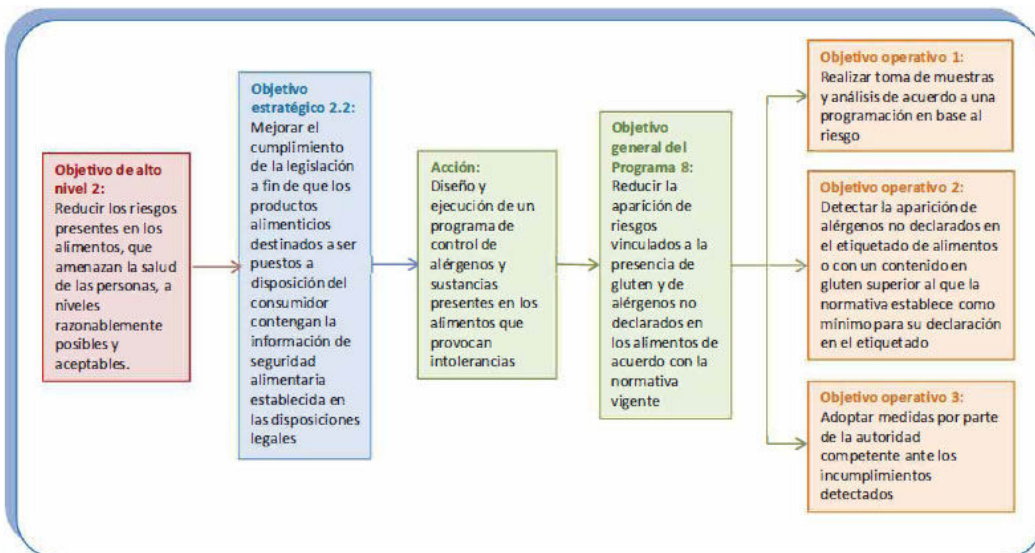 Objetivo de alto
nivel 2:
Reducir los riesgos
presentes en los
alimentos, que
amenazan la salud
de las personas, a
niveles
razonablemente
posibles y
aceptables.
Objetivo
estratégico 2.2:
Mejorar el
cumplimiento
de la legislación
a fin de que los
productos
alimenticios
destinados a ser
puestos a
disposición del
consumidor
contengan la
información de
seguridad
alimentaria
establecida en
las disposiciones
legales
Acción:
Diseño y
ejecución de un
programa de
control de
alérgenos y
sustancias
presentes en los
alimentos que
provocan
intolerancias
Objetivo
general del
Programa 8:
Reducir la
aparición de
riesgos
vinculados a la
presencia de
gluten y de
alérgenos no
declarados en
los alimentos de
acuerdo con la
normativa
vigente
Objetivo operativo 1:
Realizar toma de muestras
y análisis de acuerdo a una
programación en base al
riesgo
Objetivo operativo 2:
Detectar la aparición de
alérgenos no declarados en
el etiquetado de alimentos
o con un contenido en
gluten superior al que la
normativa establece como
mínimo para su declaración
en el etiquetado
Objetivo operativo 3:
Adoptar medidas por parte
de la autoridad
competente ante los
incumplimientos
detectados